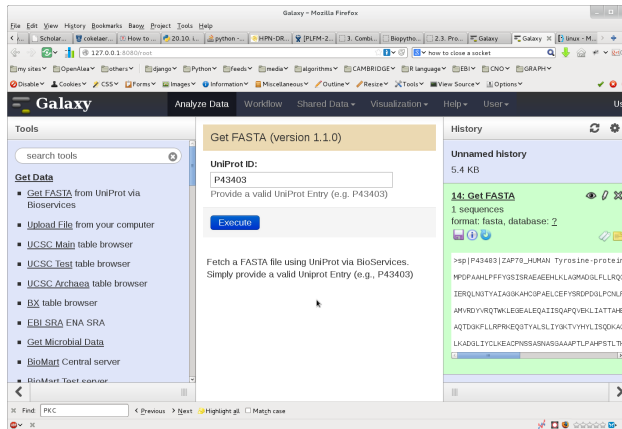 Galaxy – Mozilla Firefox
File Edit View History Bookmarks Baow Project Tools Help
Scholar... cokelaer... How to ... 20.10. i... python -... HPN-DR... [PLFM-2... 3. Combi... Biopytho... 2.3. Pro... Galaxy Galaxy linux - M...
127.0.0.1:8080/root how to close a socket
my sites OpenAlea others django Python feeds media algorithms CAMBRIDGE R language EBI CNO GRAPH
Disable Cookies CSS Forms Images Information Miscellaneous Outline Resize Tools View Source Options
Galaxy Analyze Data Workflow Shared Data Visualization Help User Us
Tools
search tools
Get Data
Get FASTA from UniProt via
Bioservices
Upload File from your computer
UCSC Main table browser
UCSC Test table browser
UCSC Archaea table browser
BX table browser
EBI SRA ENA SRA
Get Microbial Data
BioMart Central server
BioMart Test server
Get FASTA (version 1.1.0)
UniProt ID:
P43403
Provide a valid UniProt Entry (e.g. P43403)
Execute
Fetch a FASTA file using UniProt via BioServices.
Simply provide a valid Uniprot Entry (e.g., P43403)
History
Unnamed history
5.4 KB
14: Get FASTA
1 sequences
format: fasta, database: ?
>sp|P43403|ZAP70_HUMAN Tyrosine-protein
MPDPAAHLPFFYGSISRAEAEEHLKLAGMADGLFLLRQC
IERQLNGTYAIAGGKAHCGPAELCEFYSRDPDGLPCNLR
AMVRDYVRQTWKLEGEALEQAIISQAPQVEKLIATTAHE
AQTDGKFLLRPRKEQGTYALSLIYGKTVYHYLISQDKAG
LKADGLIYCLKEACPNSSASNASGAAAPTLPAHPSTLTH
Find: PKC Previous Next Highlight all Match case